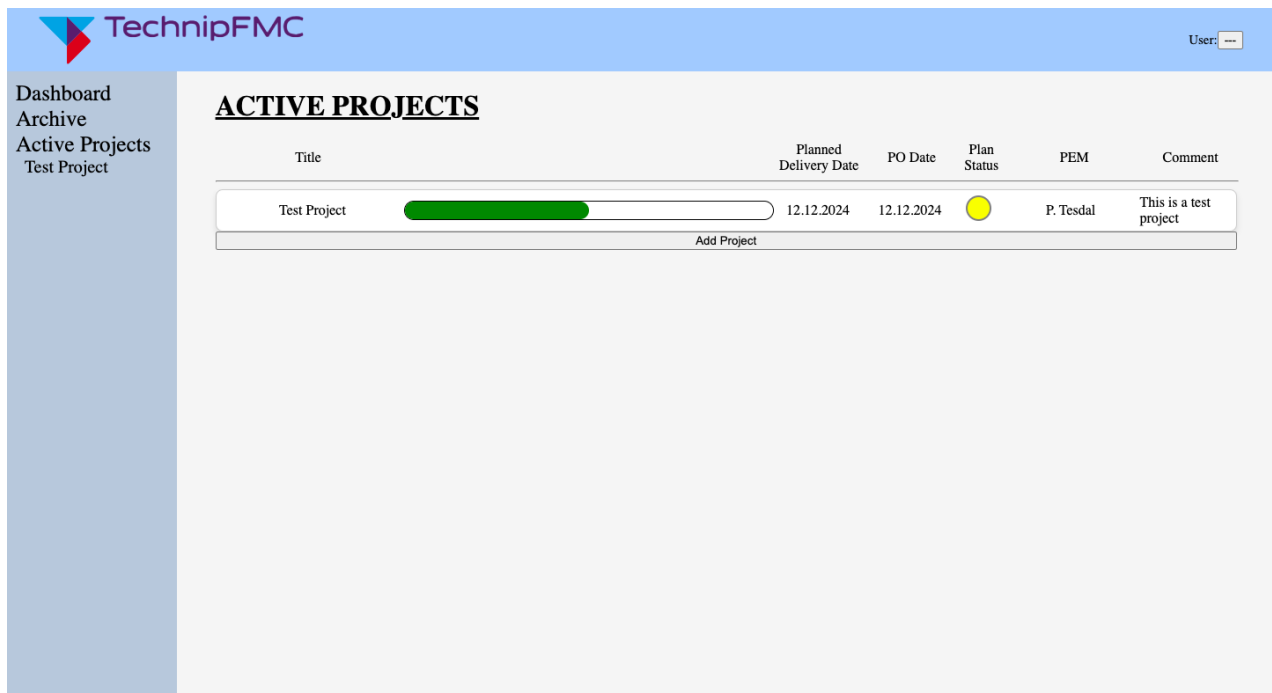 TechnipFMC
User: ---
Dashboard
Archive
Active Projects
Test Project
ACTIVE PROJECTS
Title
Planned
Delivery Date
PO Date
Plan
Status
PEM
Comment
Test Project
12.12.2024
12.12.2024
P. Tesdal
This is a test
project
Add Project